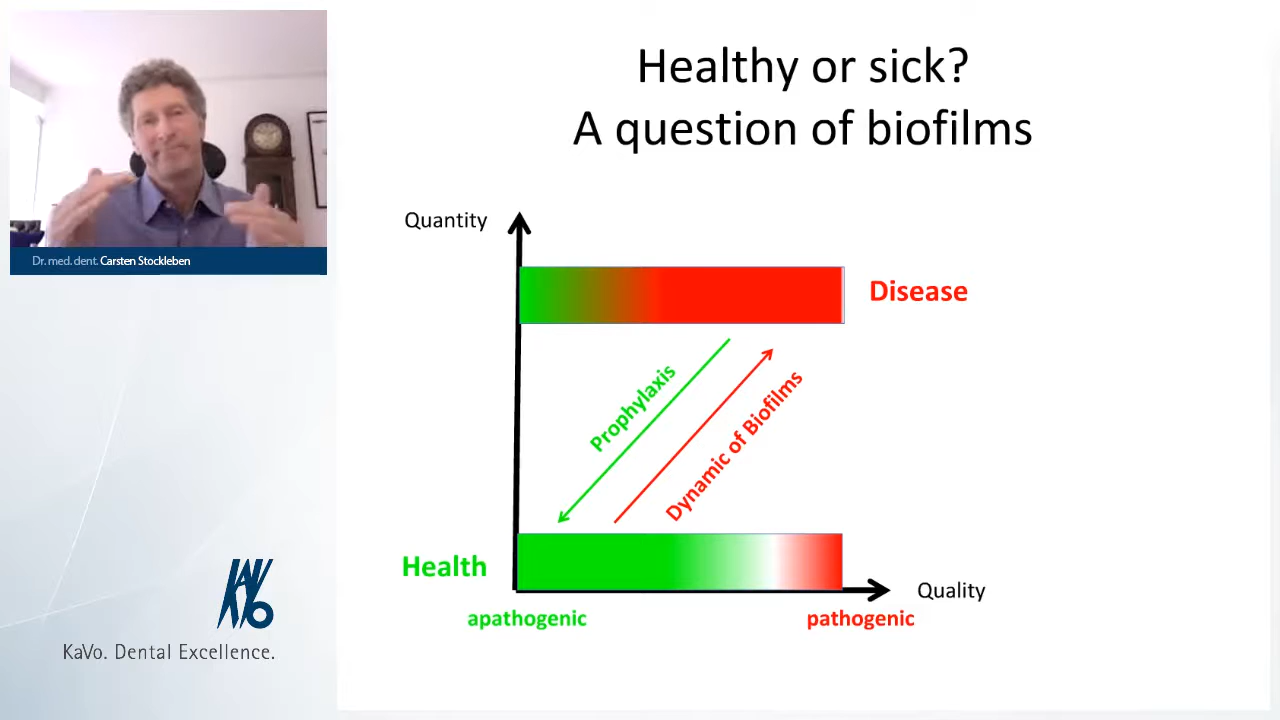 Healthy or sick?
A question of biofilms
Dr. med. dent. Carsten Stockleben
Quantity
Disease
Prophylaxis
Dynamic of Biofilms
Health
Quality
apathogenic
pathogenic
KAVO
KaVo. Dental Excellence.